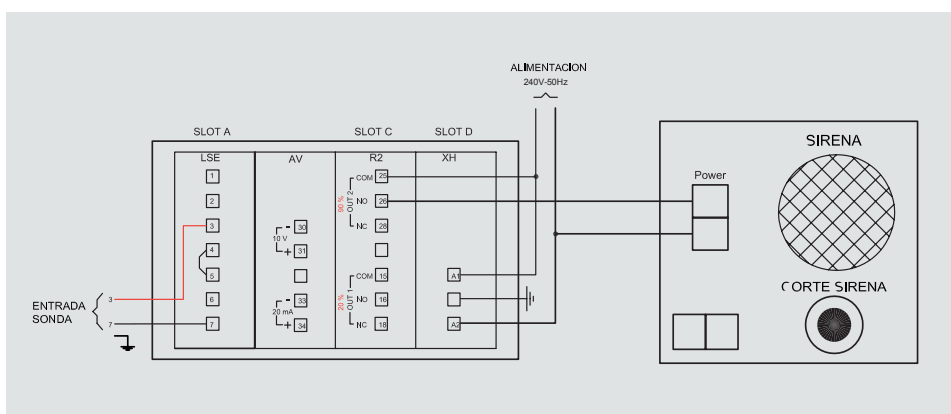 ALIMENTACION
240V-50Hz
SLOT A
SLOT C
SLOT D
LSE
AV
R2
XH
1
2
3
4
5
6
7
10 V
- 30
+ 31
20 mA
- 33
+ 34
90 %
OUT 2
COM 25
NO 26
NC 28
20 %
OUT 1
COM 15
NO 16
NC 18
A1
A2
ENTRADA
SONDA
3
7
SIRENA
Power
CORTE SIRENA